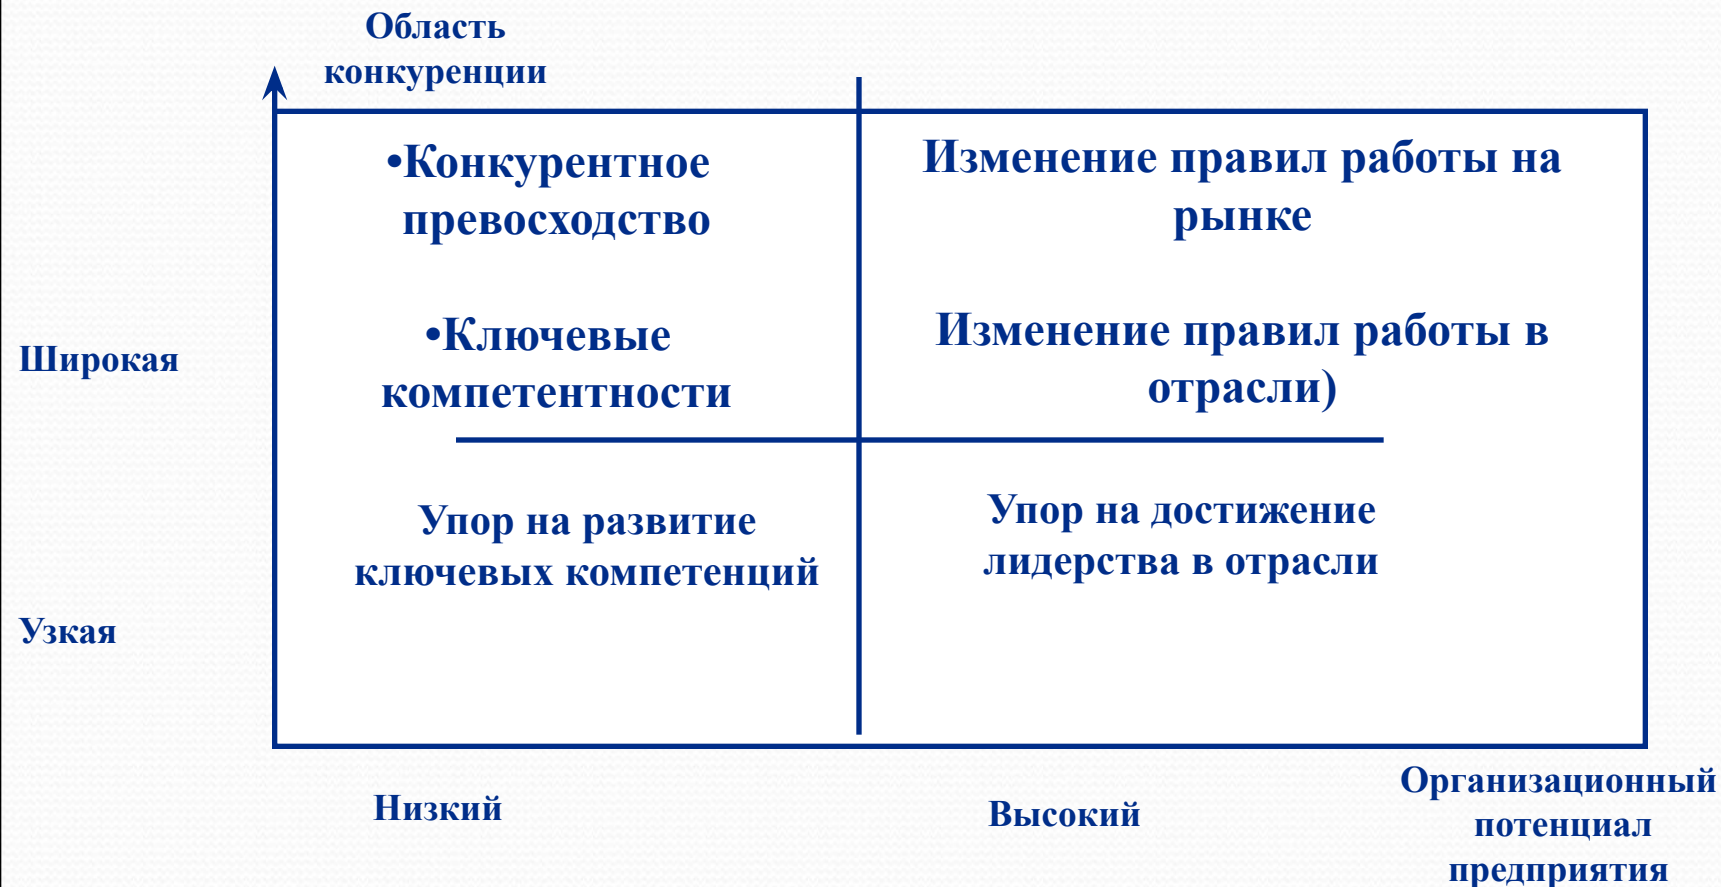 Область
конкуренции
•Конкурентное
превосходство
Изменение правил работы на
рынке
•Ключевые
компетентности
Изменение правил работы в
отрасли)
Широкая
Упор на развитие
ключевых компетенций
Упор на достижение
лидерства в отрасли
Узкая
Низкий
Высокий
Организационный
потенциал
предприятия